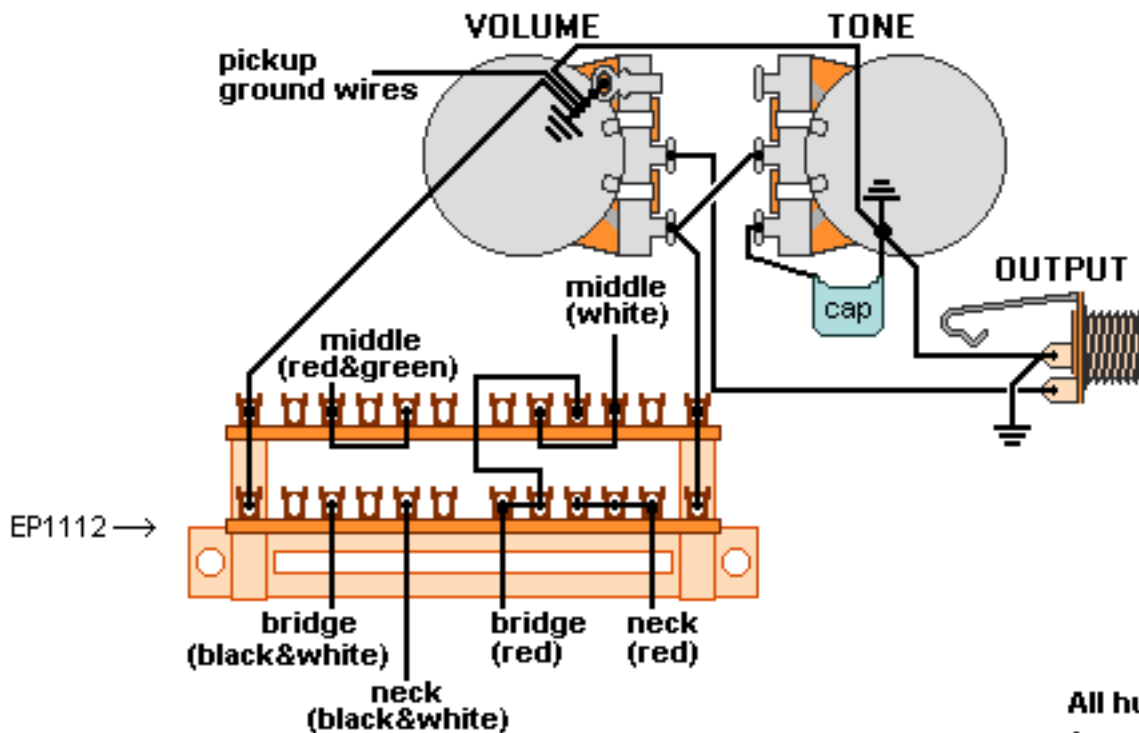 VOLUME
TONE
pickup
ground wires
OUTPUT
middle
(white)
cap
middle
(red&green)
EP1112
bridge
(black&white)
bridge
(red)
neck
(red)
neck
(black&white)
All